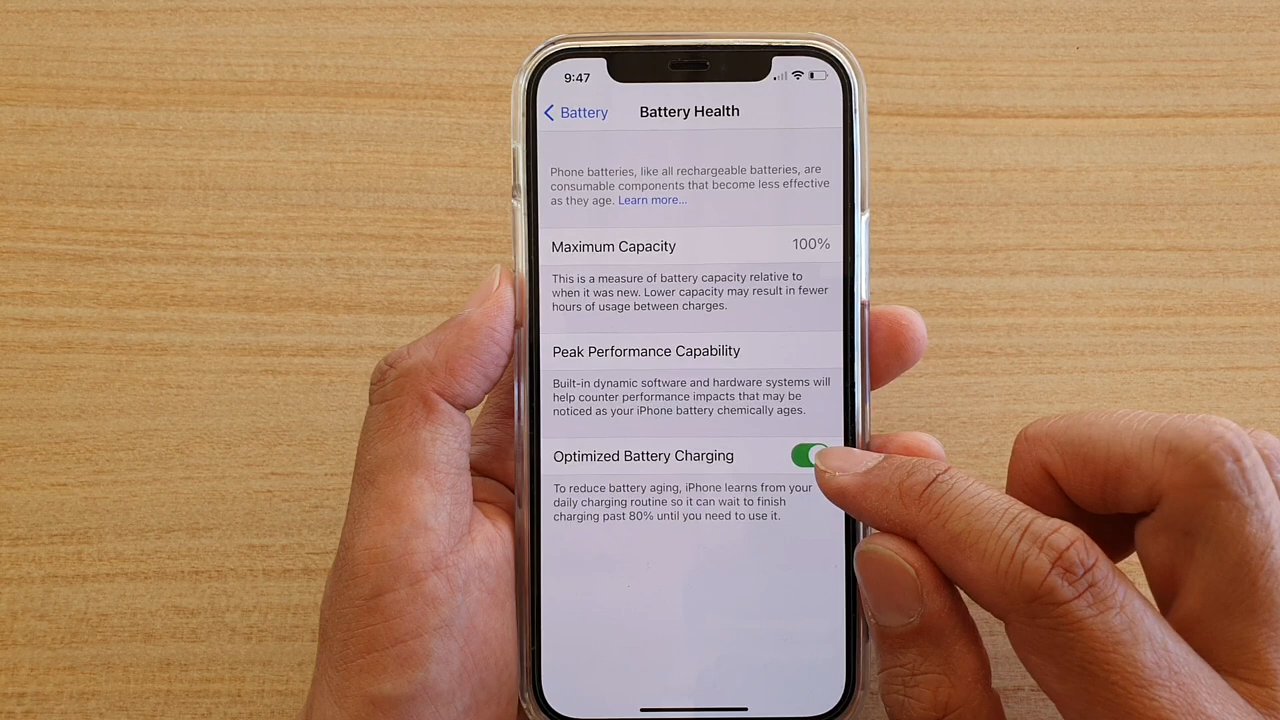 9:47
Battery
Battery Health
Phone batteries, like all rechargeable batteries, are
consumable components that become less effective
as they age. Learn more...
Maximum Capacity 100%
This is a measure of battery capacity relative to
when it was new. Lower capacity may result in fewer
hours of usage between charges.
Peak Performance Capability
Built-in dynamic software and hardware systems will
help counter performance impacts that may be
noticed as your iPhone battery chemically ages.
Optimized Battery Charging
To reduce battery aging, iPhone learns from your
daily charging routine so it can wait to finish
charging past 80% until you need to use it.